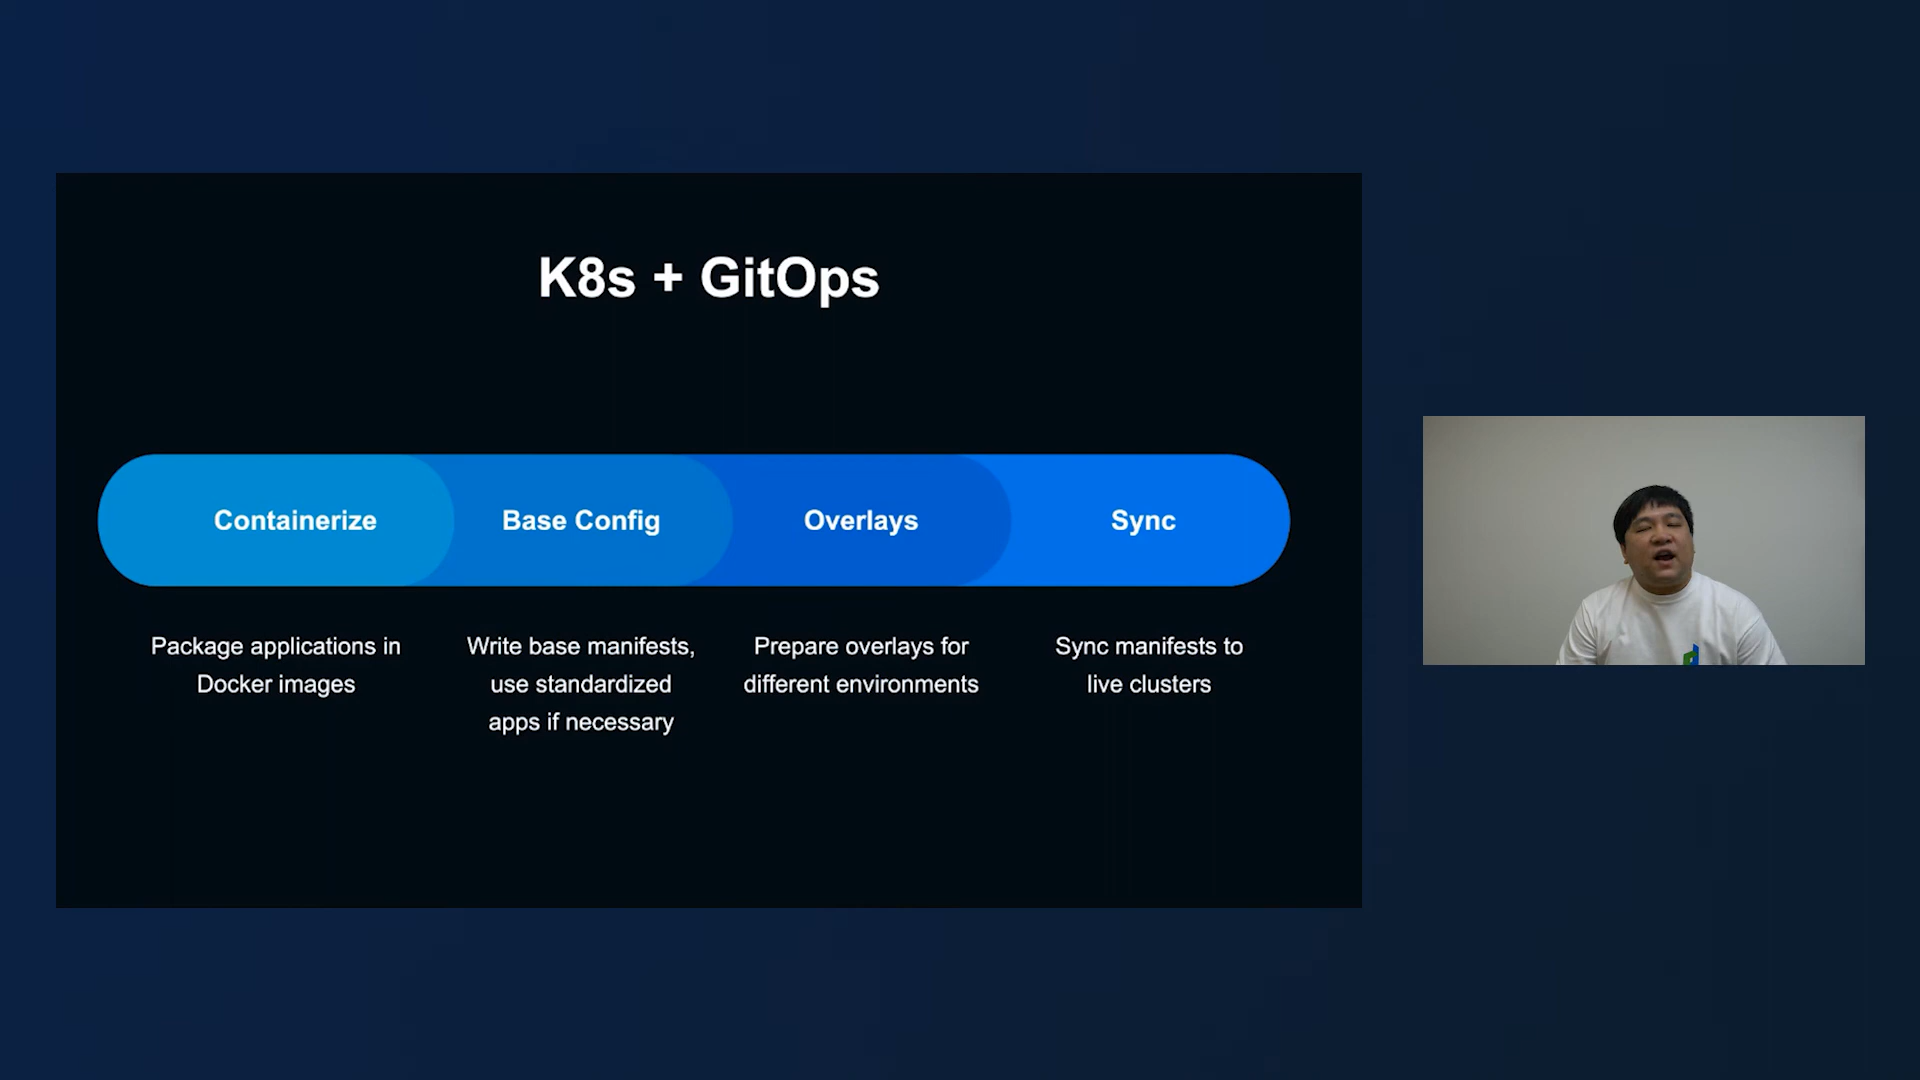 K8s + GitOps
Containerize
Base Config
Overlays
Sync
Package applications in
Docker images
Write base manifests,
use standardized
apps if necessary
Prepare overlays for
different environments
Sync manifests to
live clusters